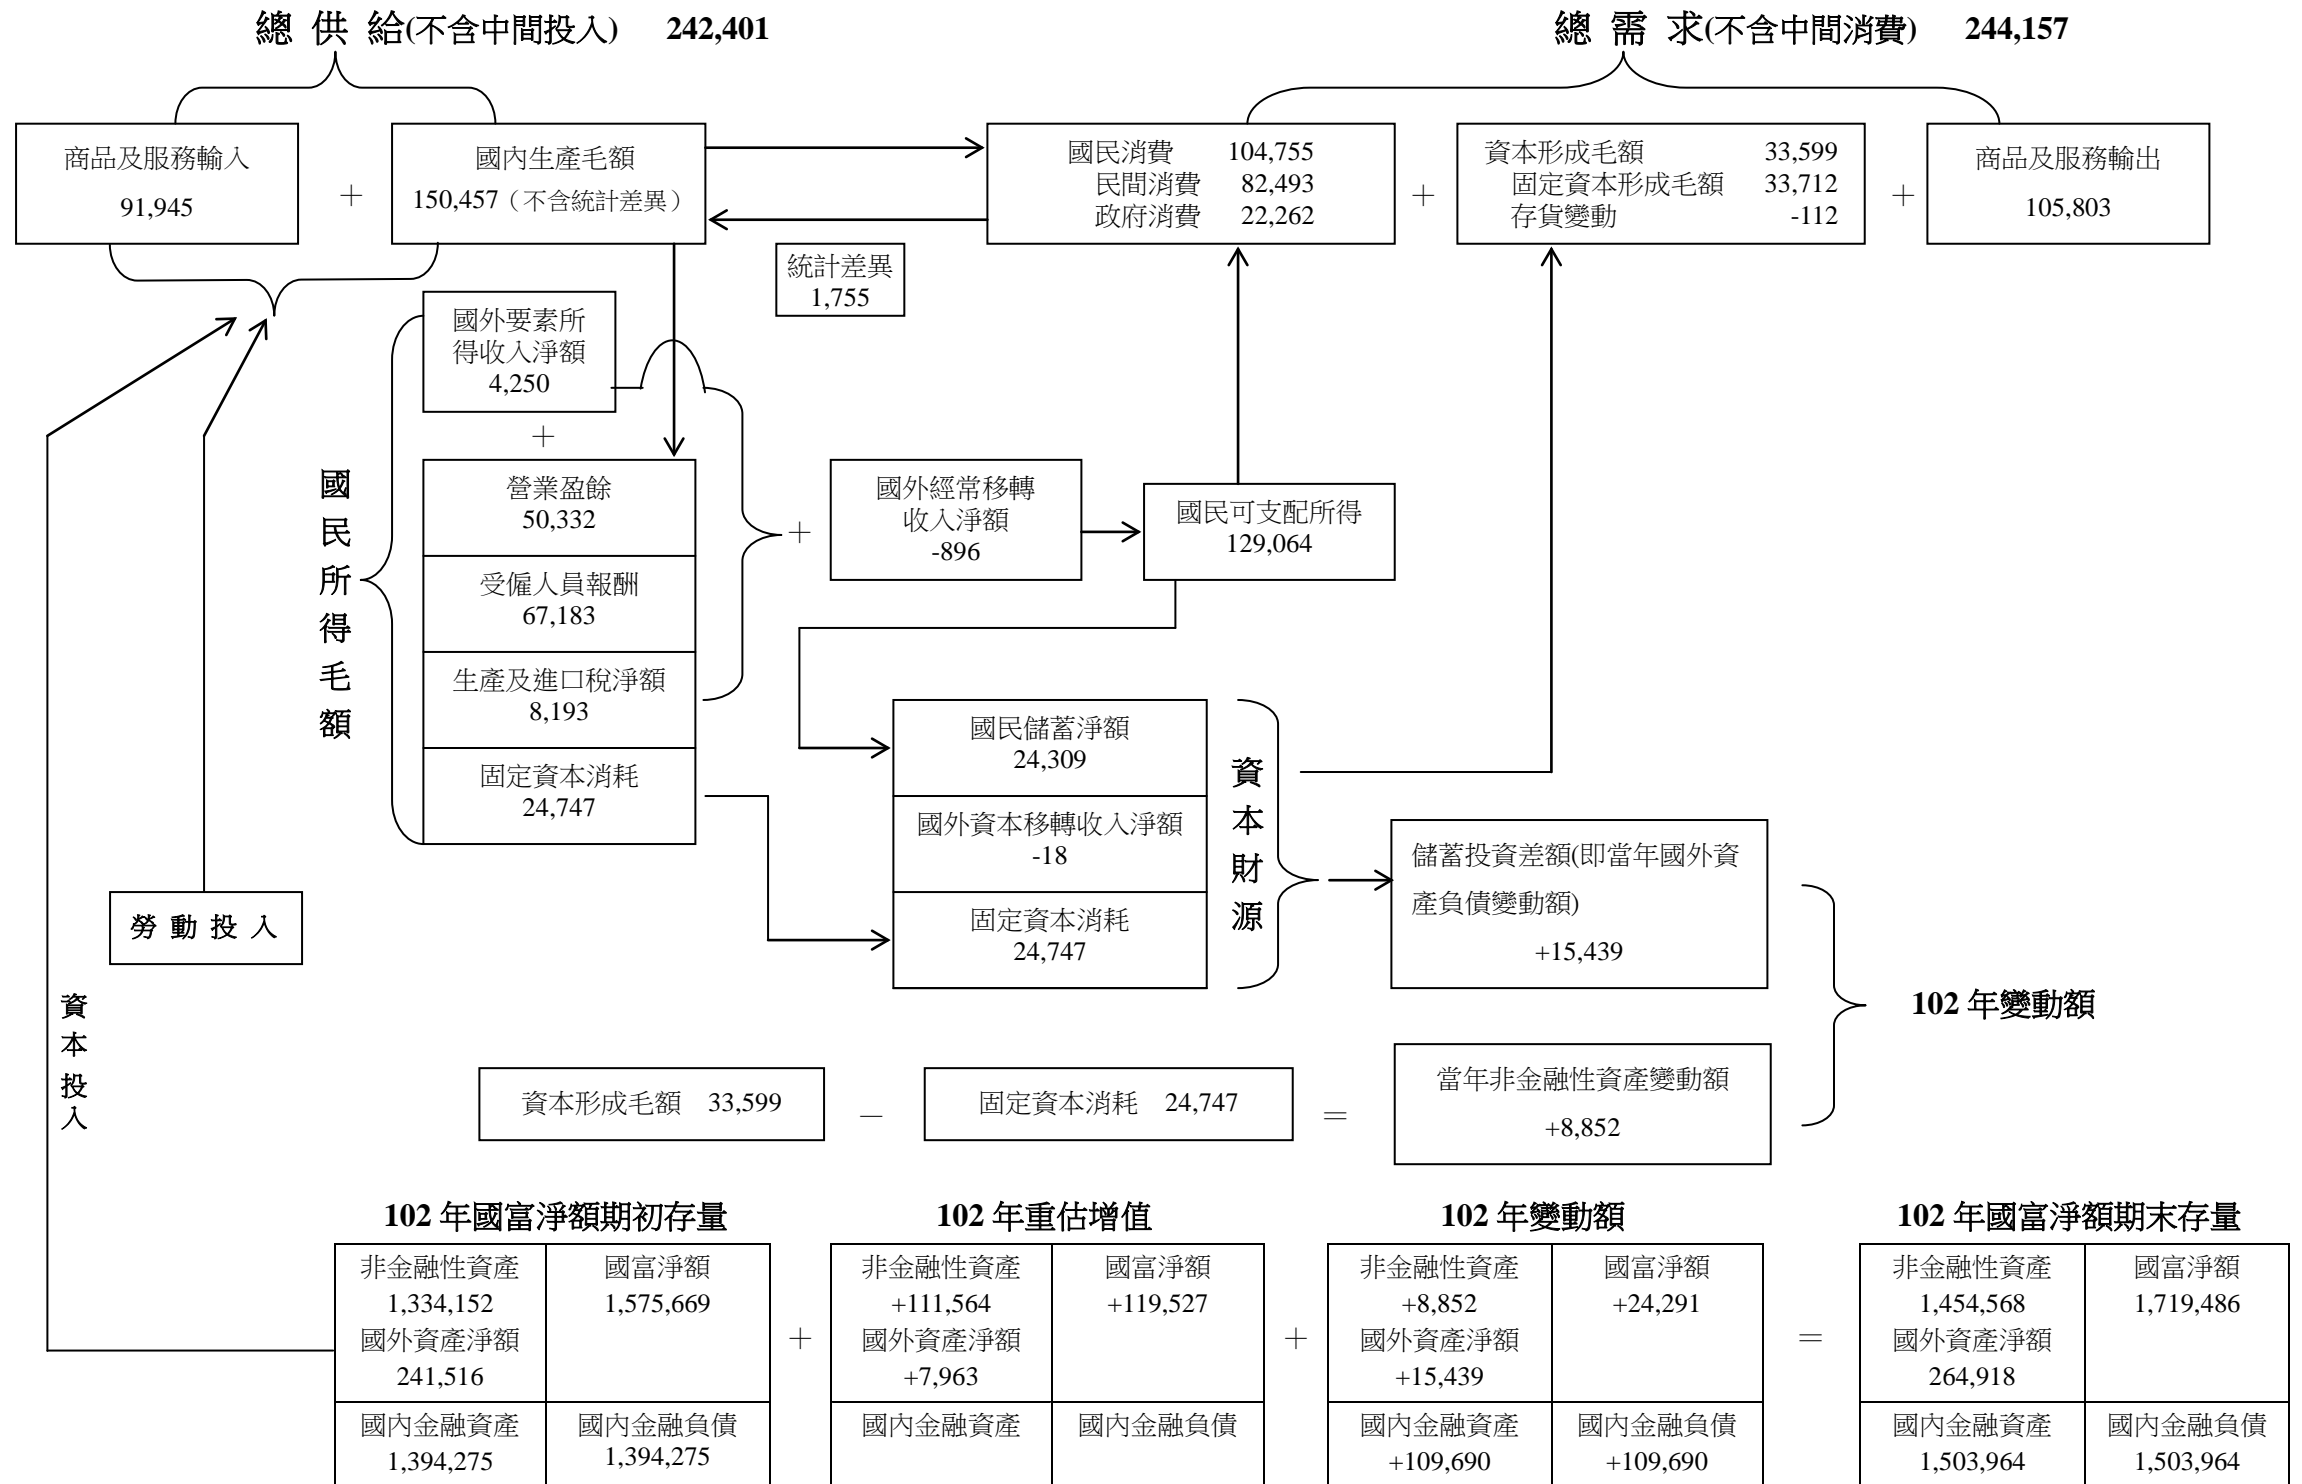 總 供 給(不含中間投入) 242,401
總 需 求(不含中間消費) 244,157
商品及服務輸入
91,945
+
國內生產毛額
150,457（不含統計差異）
國民消費 104,755
民間消費 82,493
政府消費 22,262
+
資本形成毛額 33,599
固定資本形成毛額 33,712
存貨變動 -112
+
商品及服務輸出
105,803
統計差異
1,755
國外要素所
得收入淨額
4,250
+
國民所得毛額
營業盈餘
50,332
受僱人員報酬
67,183
生產及進口稅淨額
8,193
固定資本消耗
24,747
+
國外經常移轉
收入淨額
-896
國民可支配所得
129,064
國民儲蓄淨額
24,309
國外資本移轉收入淨額
-18
固定資本消耗
24,747
資本財源
儲蓄投資差額(即當年國外資
產負債變動額)
+15,439
勞 動 投 入
資本投入
102 年變動額
資本形成毛額 33,599
－
固定資本消耗 24,747
＝
當年非金融性資產變動額
+8,852
102 年國富淨額期初存量
非金融性資產
1,334,152
國外資產淨額
241,516
國富淨額
1,575,669
國內金融資產
1,394,275
國內金融負債
1,394,275
+
102 年重估增值
非金融性資產
+111,564
國外資產淨額
+7,963
國富淨額
+119,527
國內金融資產
國內金融負債
+
102 年變動額
非金融性資產
+8,852
國外資產淨額
+15,439
國富淨額
+24,291
國內金融資產
+109,690
國內金融負債
+109,690
＝
102 年國富淨額期末存量
非金融性資產
1,454,568
國外資產淨額
264,918
國富淨額
1,719,486
國內金融資產
1,503,964
國內金融負債
1,503,964